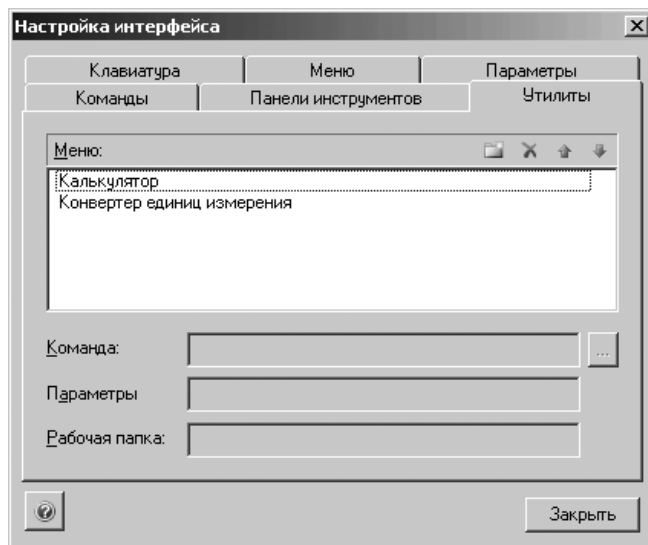 Настройка интерфейса
Клавиатура Меню Параметры
Команды Панели инструментов Утилиты
Меню:
Калькулятор
Конвертер единиц измерения
Команда: ...
Параметры
Рабочая папка:
Закрыть